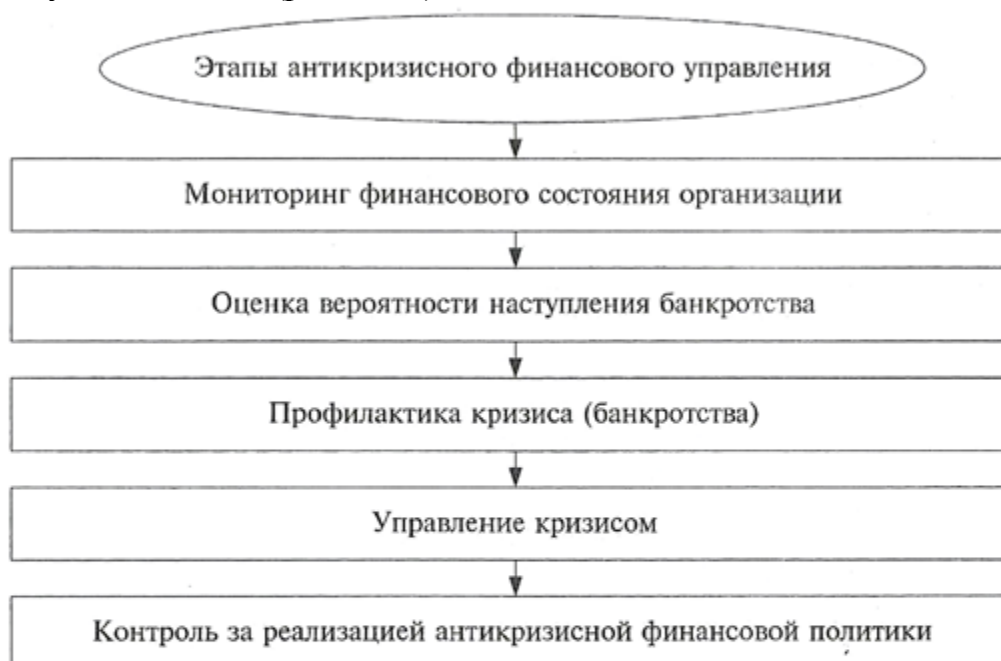 Этапы антикризисного финансового управления
Мониторинг финансового состояния организации
Оценка вероятности наступления банкротства
Профилактика кризиса (банкротства)
Управление кризисом
Контроль за реализацией антикризисной финансовой политики